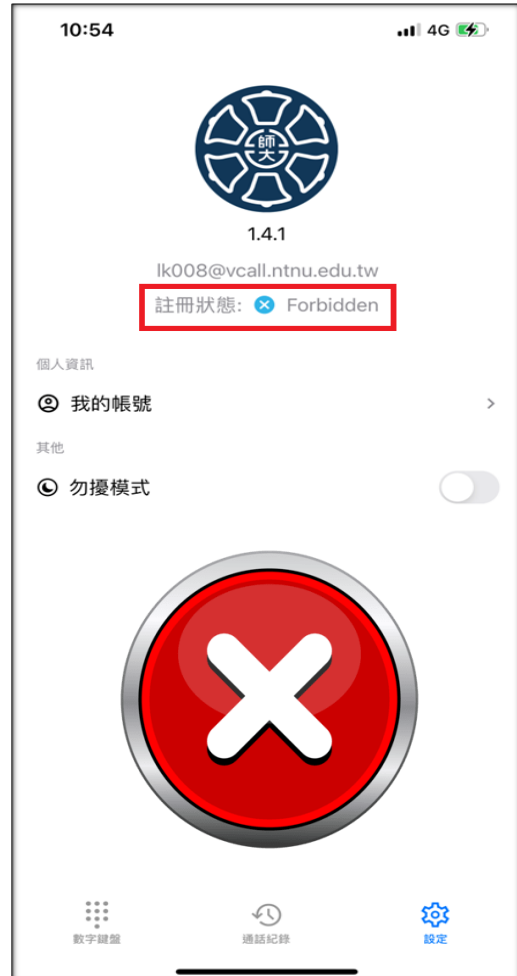 10:54
4G
師大
1.4.1
lk008@vcall.ntnu.edu.tw
註冊狀態: Forbidden
個人資訊
我的帳號
其他
勿擾模式
數字鍵盤
通話紀錄
設定